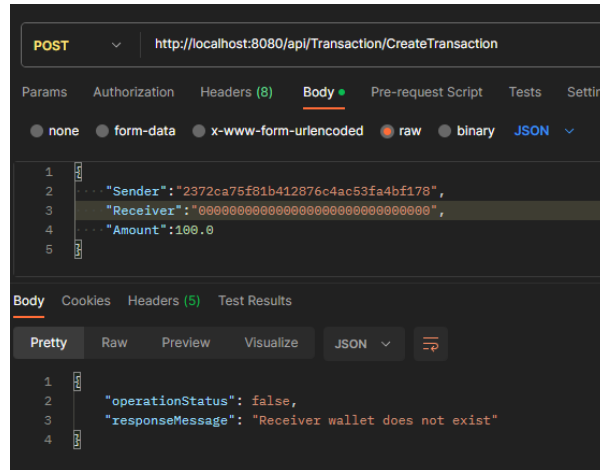 POST http://localhost:8080/api/Transaction/CreateTransaction
Params Authorization Headers (8) Body Pre-request Script Tests
none form-data x-www-form-urlencoded raw binary JSON
1 {
2 "Sender":"2372ca75f81b412876c4ac53fa4bf178",
3 "Receiver":"00000000000000000000000000000000",
4 "Amount":100.0
5 }
Body Cookies Headers (5) Test Results
Pretty Raw Preview Visualize JSON
1 {
2 "operationStatus": false,
3 "responseMessage": "Receiver wallet does not exist"
4 }